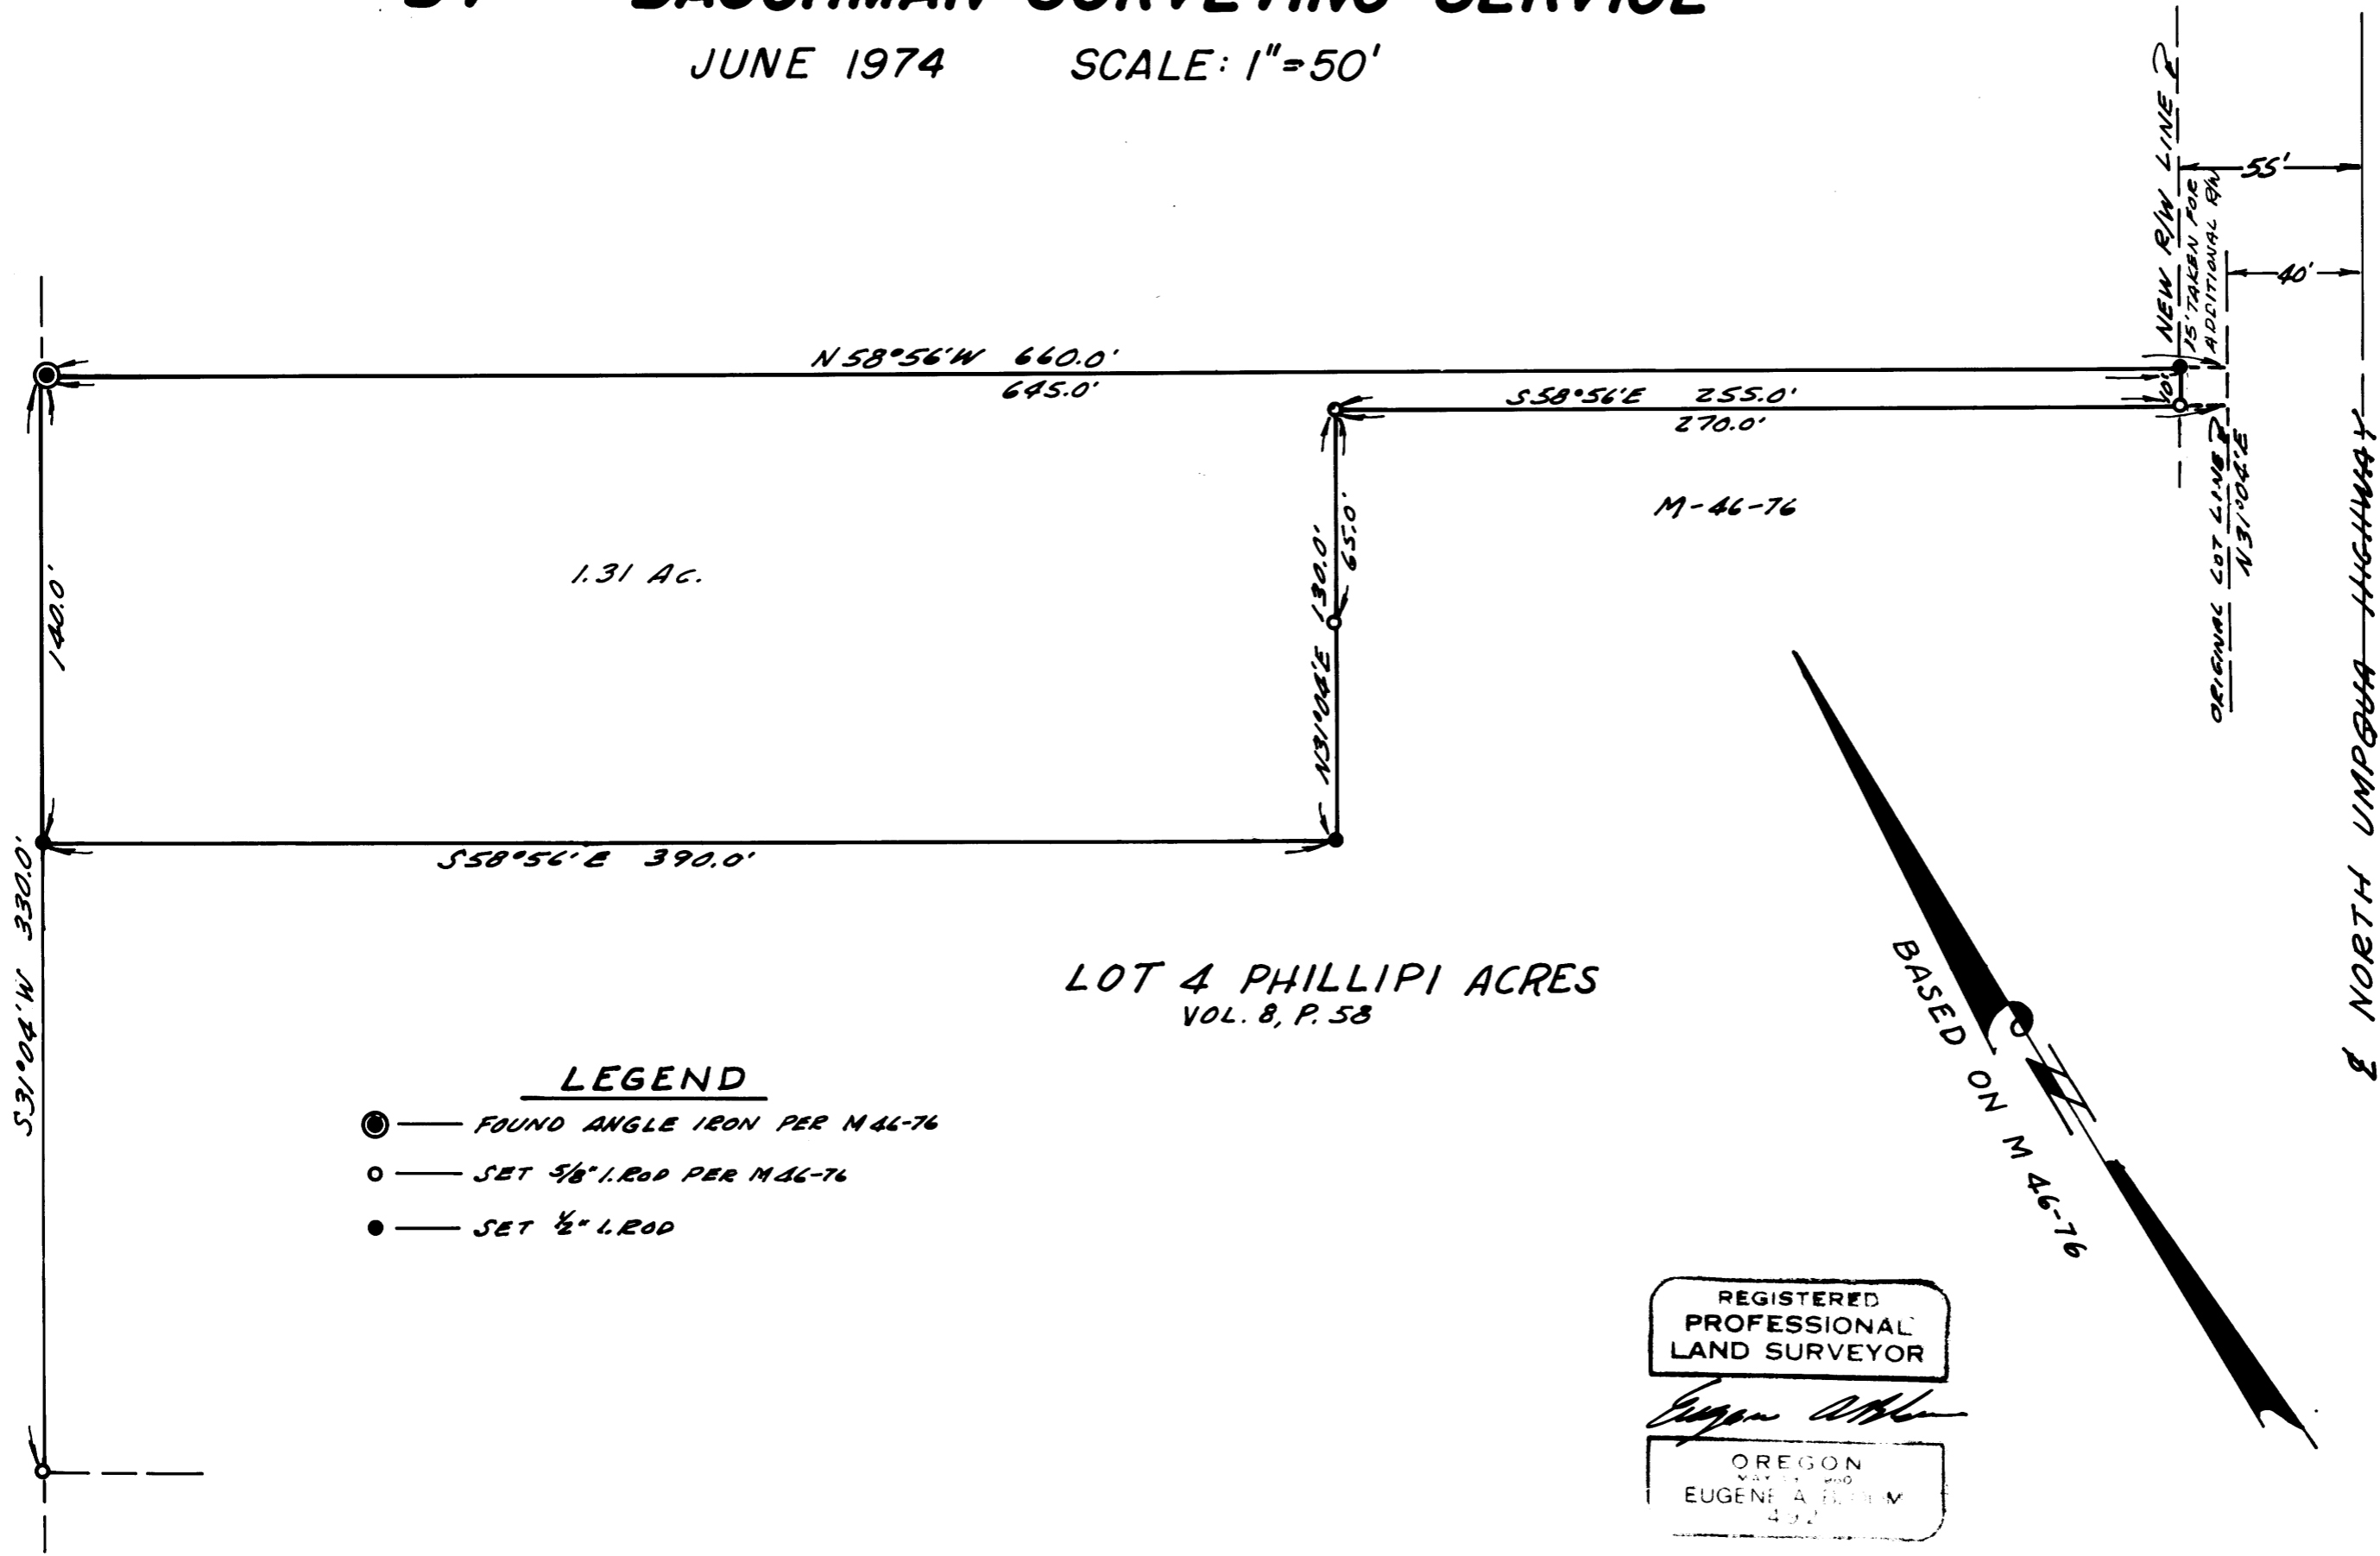 JUNE 1974 SCALE: 1"=50'
NEW R/W LINE
15' TAKEN FOR
ADDITIONAL R/W
55'
40'
N58°56'W 660.0'
645.0'
S58°56'E 255.0'
270.0'
10'
ORIGINAL LOT LINE
N31°04'E
M-46-76
1.31 Ac.
140.0'
N31°04'E 130.0'
65.0'
S58°56'E 390.0'
S31°04'W 330.0'
℄ NORTH UMPQUA HIGHWAY
LOT 4 PHILLIPI ACRES
VOL. 8, P. 58
BASED ON M 46-76
N
LEGEND
FOUND ANGLE IRON PER M46-76
SET 5/8" I.ROD PER M46-76
SET 1/2" I.ROD
REGISTERED
PROFESSIONAL
LAND SURVEYOR
OREGON
EUGENE A.
492